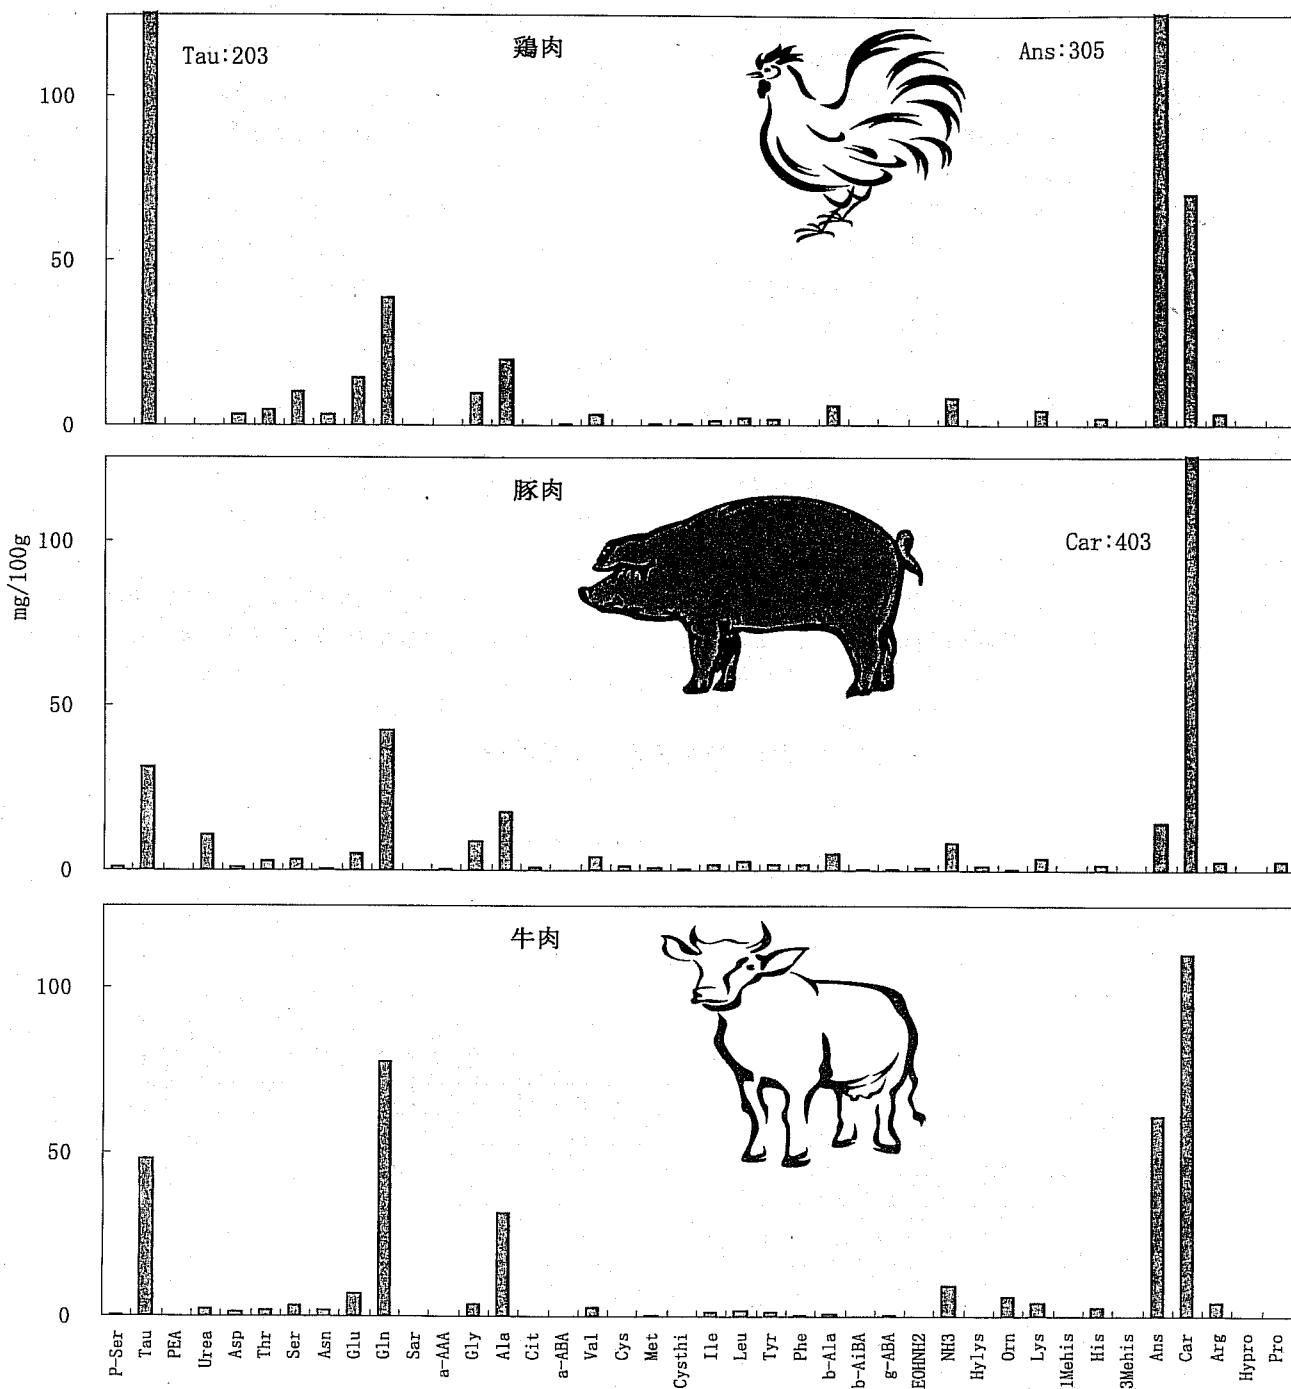 鶏肉
Tau:203
Ans:305
100
50
0
豚肉
Car:403
mg/100g
100
50
0
牛肉
100
50
0
P-Ser
Tau
PEA
Urea
Asp
Thr
Ser
Asn
Glu
Gln
Sar
a-AAA
Gly
Ala
Cit
a-ABA
Val
Cys
Met
Cysthi
Ile
Leu
Tyr
Phe
b-Ala
b-AiBA
g-ABA
EOHNH2
NH3
Hylys
Orn
Lys
1Mehis
His
3Mehis
Ans
Car
Arg
Hypro
Pro